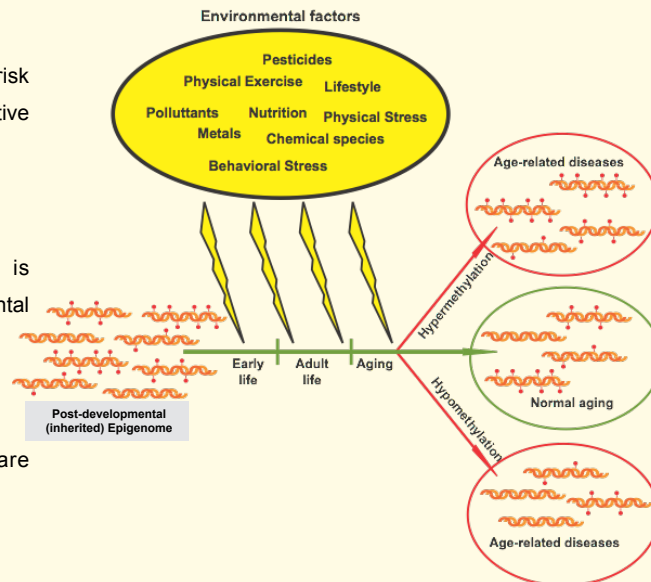 Environmental factors
risk
tive
is
ntal
are
Pesticides
Physical Exercise
Lifestyle
Polluttants
Nutrition
Physical Stress
Metals
Chemical species
Behavioral Stress
Age-related diseases
Hypermethylation
Early
life
Adult
life
Aging
Normal aging
Post-developmental
(inherited) Epigenome
Hypomethylation
Age-related diseases